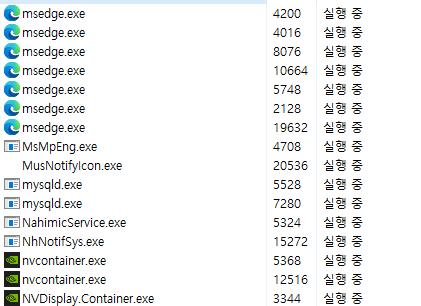 msedge.exe 4200 실행 중
msedge.exe 4016 실행 중
msedge.exe 8076 실행 중
msedge.exe 10664 실행 중
msedge.exe 5748 실행 중
msedge.exe 2128 실행 중
msedge.exe 19632 실행 중
MsMpEng.exe 4708 실행 중
MusNotifyIcon.exe 20536 실행 중
mysqld.exe 5528 실행 중
mysqld.exe 7280 실행 중
NahimicService.exe 5324 실행 중
NhNotifSys.exe 15272 실행 중
nvcontainer.exe 5368 실행 중
nvcontainer.exe 12516 실행 중
NVDisplay.Container.exe 3344 실행 중